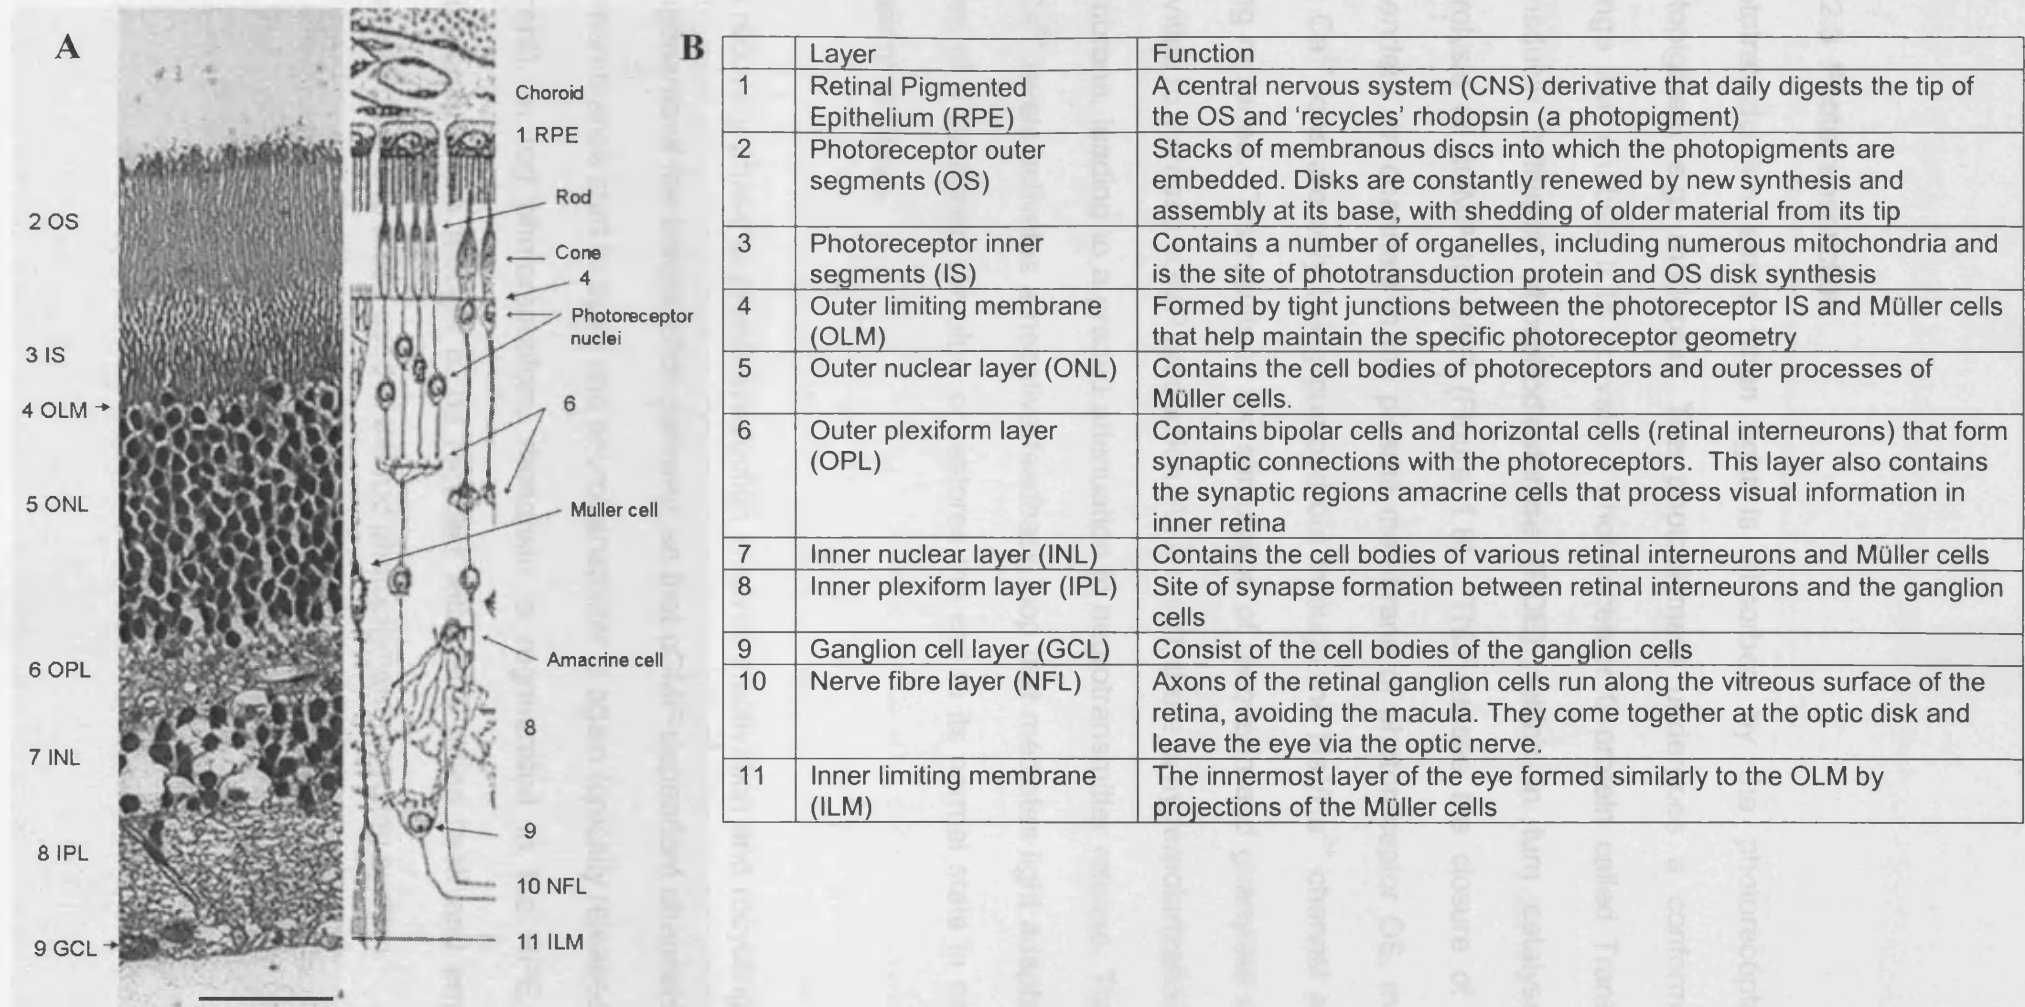 A
2 OS
3 IS
4 OLM
5 ONL
6 OPL
7 INL
8 IPL
9 GCL
Choroid
1 RPE
Rod
Cone
4
Photoreceptor
nuclei
6
Muller cell
Amacrine cell
8
9
10 NFL
11 ILM
B
Layer Function
1 Retinal Pigmented A central nervous system (CNS) derivative that daily digests the tip of
Epithelium (RPE) the OS and 'recycles' rhodopsin (a photopigment)
2 Photoreceptor outer Stacks of membranous discs into which the photopigments are
segments (OS) embedded. Disks are constantly renewed by new synthesis and
assembly at its base, with shedding of older material from its tip
3 Photoreceptor inner Contains a number of organelles, including numerous mitochondria and
segments (IS) is the site of phototransduction protein and OS disk synthesis
4 Outer limiting membrane Formed by tight junctions between the photoreceptor IS and Müller cells
(OLM) that help maintain the specific photoreceptor geometry
5 Outer nuclear layer (ONL) Contains the cell bodies of photoreceptors and outer processes of
Müller cells.
6 Outer plexiform layer Contains bipolar cells and horizontal cells (retinal interneurons) that form
(OPL) synaptic connections with the photoreceptors. This layer also contains
the synaptic regions amacrine cells that process visual information in
inner retina
7 Inner nuclear layer (INL) Contains the cell bodies of various retinal interneurons and Müller cells
8 Inner plexiform layer (IPL) Site of synapse formation between retinal interneurons and the ganglion
cells
9 Ganglion cell layer (GCL) Consist of the cell bodies of the ganglion cells
10 Nerve fibre layer (NFL) Axons of the retinal ganglion cells run along the vitreous surface of the
retina, avoiding the macula. They come together at the optic disk and
leave the eye via the optic nerve.
11 Inner limiting membrane The innermost layer of the eye formed similarly to the OLM by
(ILM) projections of the Müller cells